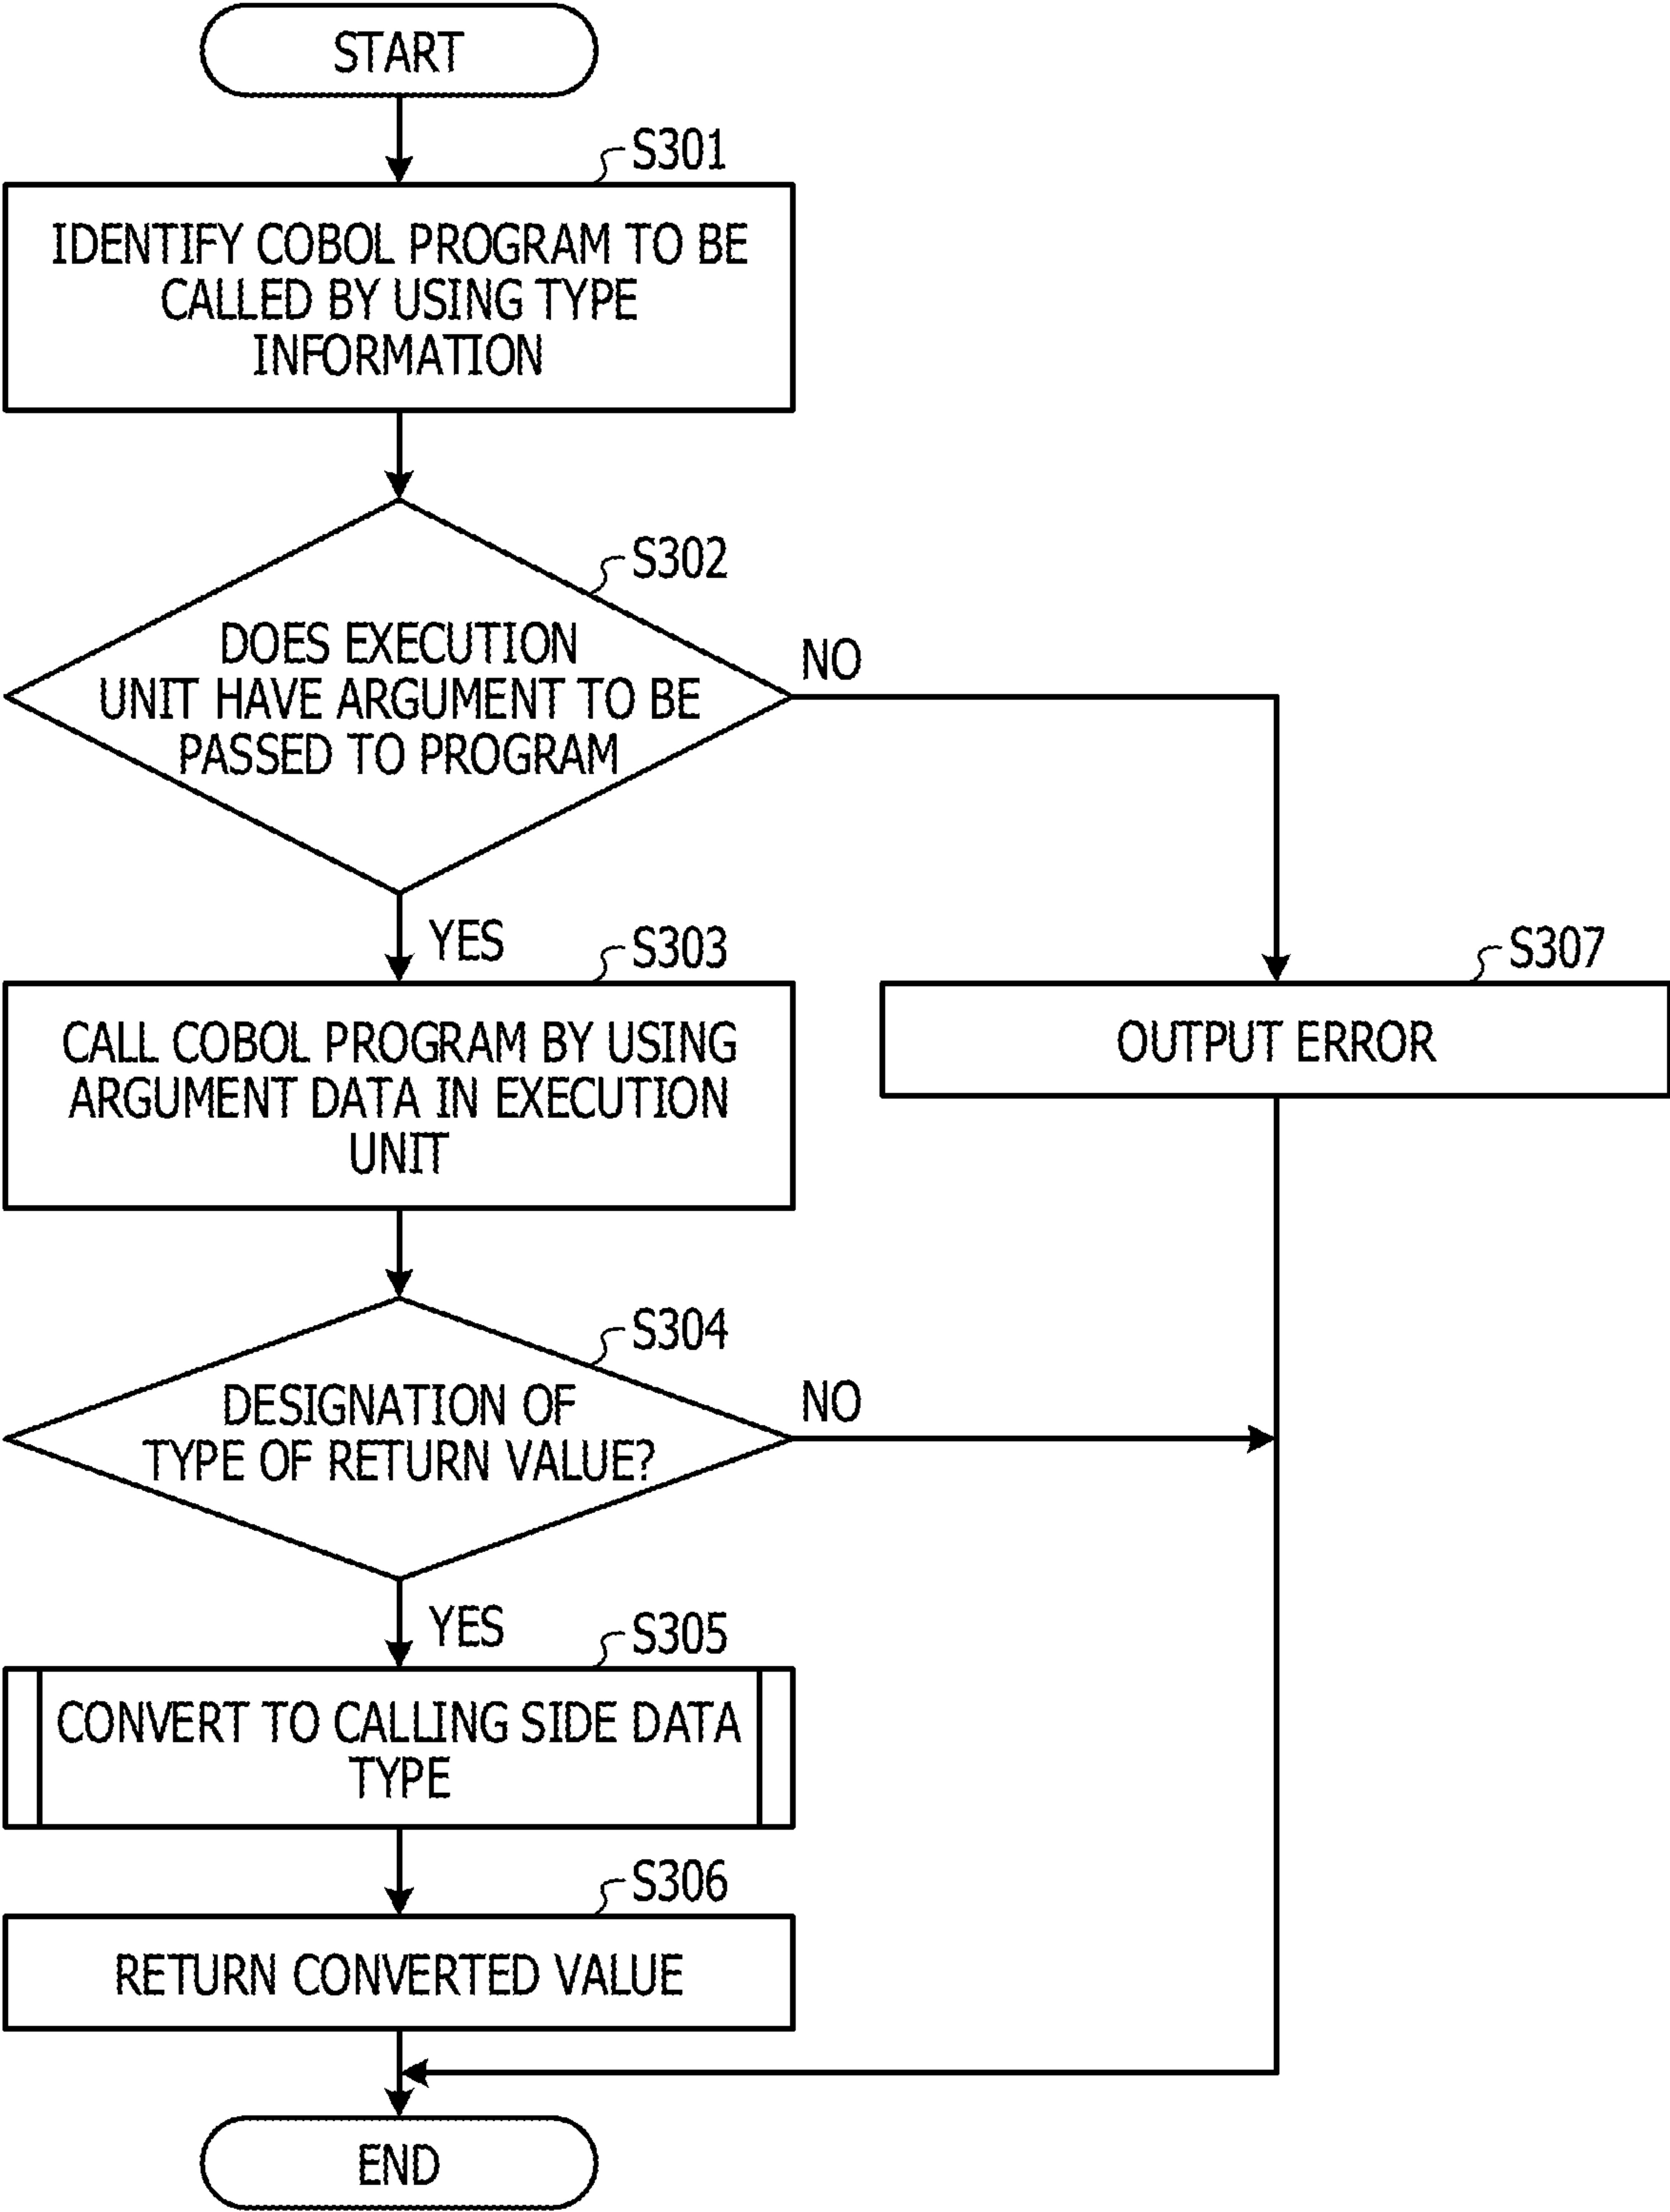 START
S301
IDENTIFY COBOL PROGRAM TO BE
CALLED BY USING TYPE
INFORMATION
S302
DOES EXECUTION
UNIT HAVE ARGUMENT TO BE
PASSED TO PROGRAM
NO
YES
S303
CALL COBOL PROGRAM BY USING
ARGUMENT DATA IN EXECUTION
UNIT
S307
OUTPUT ERROR
S304
DESIGNATION OF
TYPE OF RETURN VALUE?
NO
YES
S305
CONVERT TO CALLING SIDE DATA
TYPE
S306
RETURN CONVERTED VALUE
END